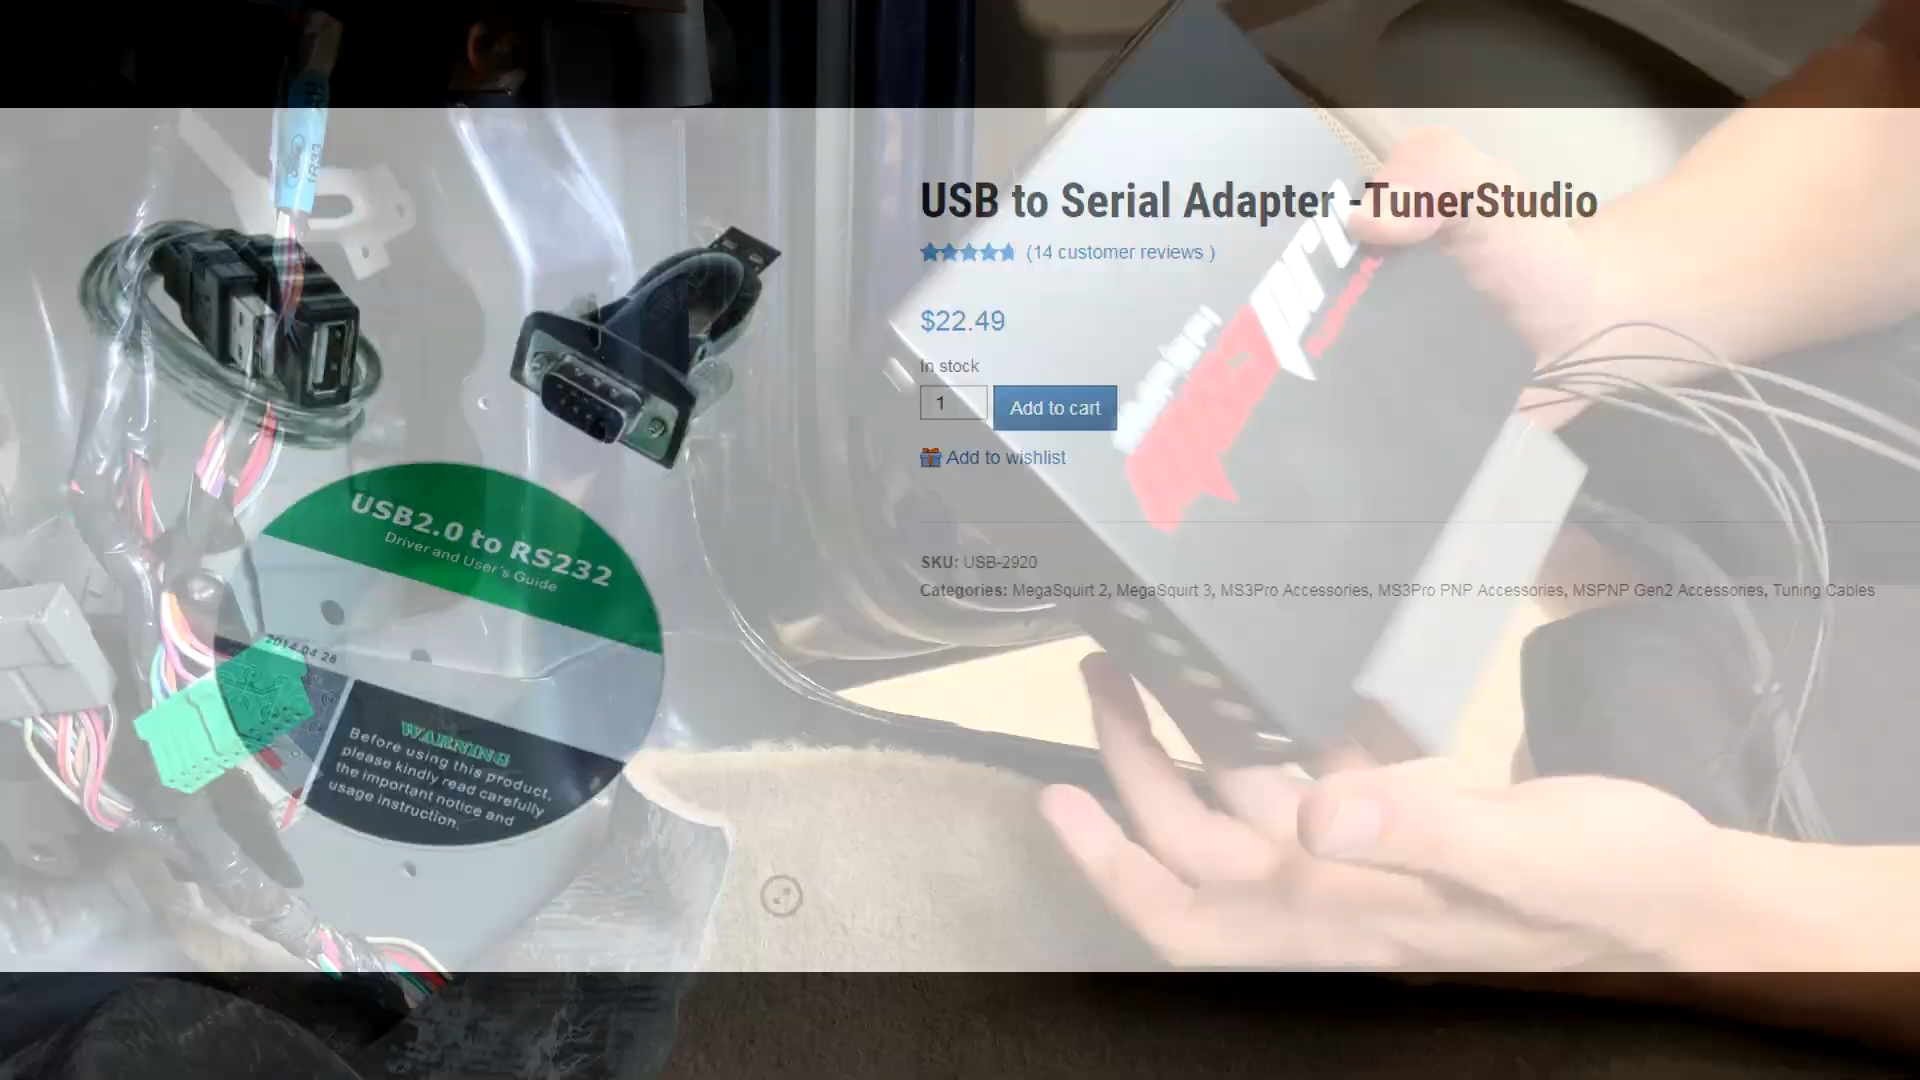 USB to Serial Adapter -TunerStudio
(14 customer reviews )
$22.49
In stock
1
Add to cart
Add to wishlist
SKU: USB-2920
Categories: MegaSquirt 2, MegaSquirt 3, MS3Pro Accessories, MS3Pro PNP Accessories, MSPNP Gen2 Accessories, Tuning Cables
USB2.0 to RS232
Driver and User's Guide
2014 04 28
WARNING
Before using this product,
please kindly read carefully
the important notice and
usage instruction.